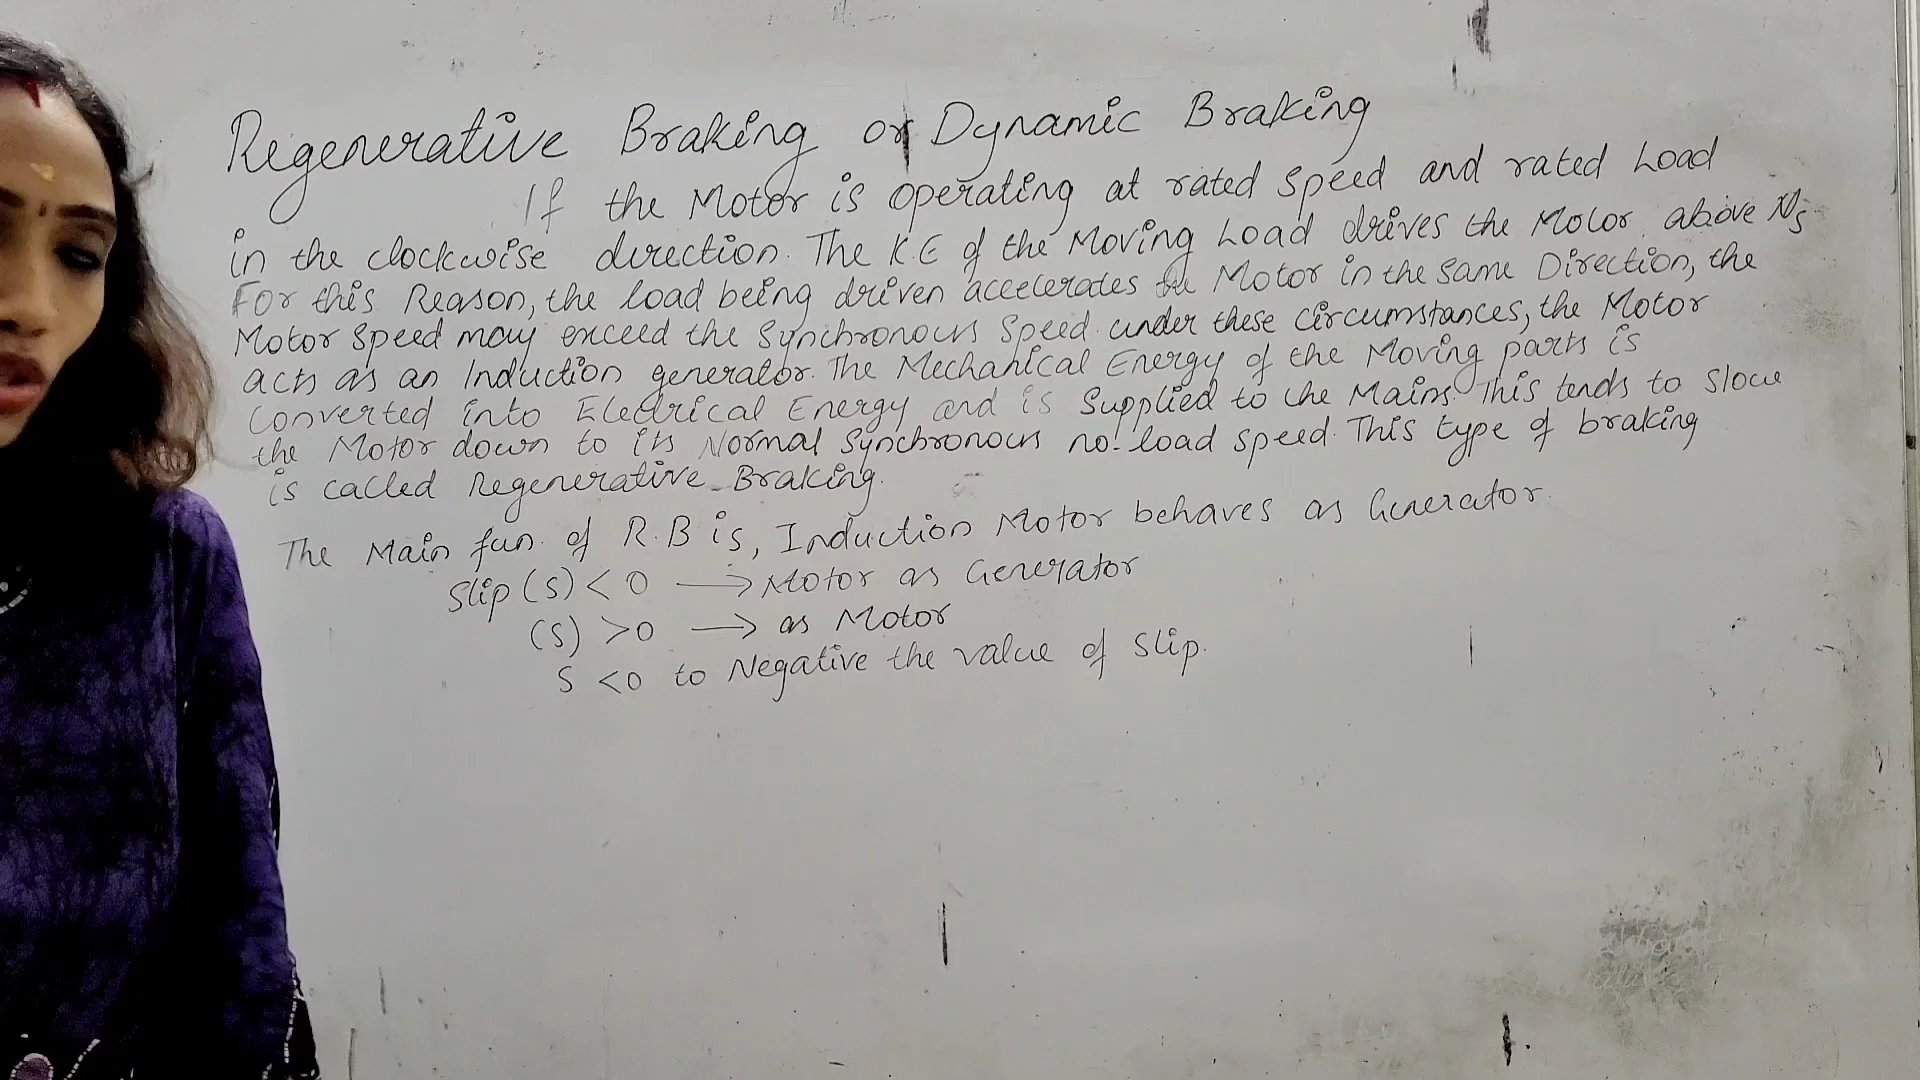 Regenerative Braking or Dynamic Braking
If the Motor is operating at rated speed and rated Load
in the clockwise direction. The K.E of the Moving Load drives the Motor above Ns
For this Reason, the load being driven accelerates the Motor in the same Direction, the
Motor speed may exceed the Synchronous Speed. under these circumstances, the Motor
acts as an Induction generator. The Mechanical Energy of the Moving parts is
Converted into Electrical Energy and is Supplied to the Mains. This tends to slow
the Motor down to its Normal Synchronous no-load speed. This type of braking
is called Regenerative Braking.
The Main fun. of R.B is, Induction Motor behaves as Generator.
Slip (S) < 0 → Motor as Generator
(S) > 0 → as Motor
S < 0 to Negative the value of Slip.